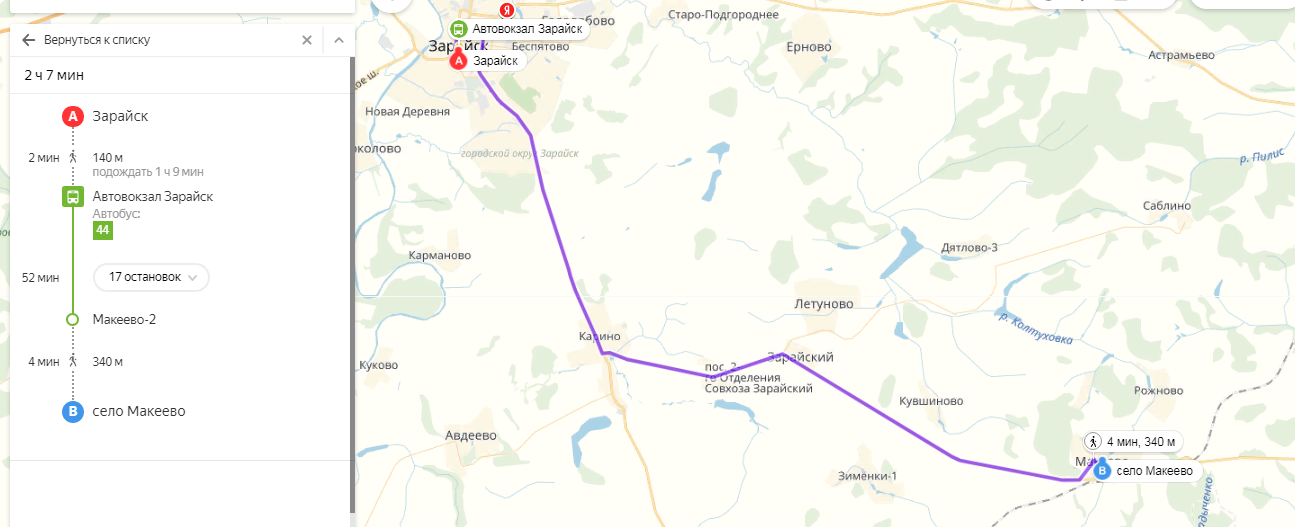 Вернуться к списку
2 ч 7 мин
A Зарайск
2 мин 140 м
подождать 1 ч 9 мин
Автовокзал Зарайск
Автобус:
44
52 мин 17 остановок
Макеево-2
4 мин 340 м
B село Макеево
Я
Старо-Подгороднее
Автовокзал Зарайск
Зарайск
Беспятово
Ерново
A Зарайск
Астрамьево
Новая Деревня
городской округ Зарайск
р. Пилис
Саблино
Карманово
Дятлово-3
Летуново
р. Колтуховка
Карино
Зарайский
Куково
пос. 2-
го Отделения
Совхоза Зарайский
Рожново
Кувшиново
Авдеево
4 мин, 340 м
B село Макеево
Зименки-1